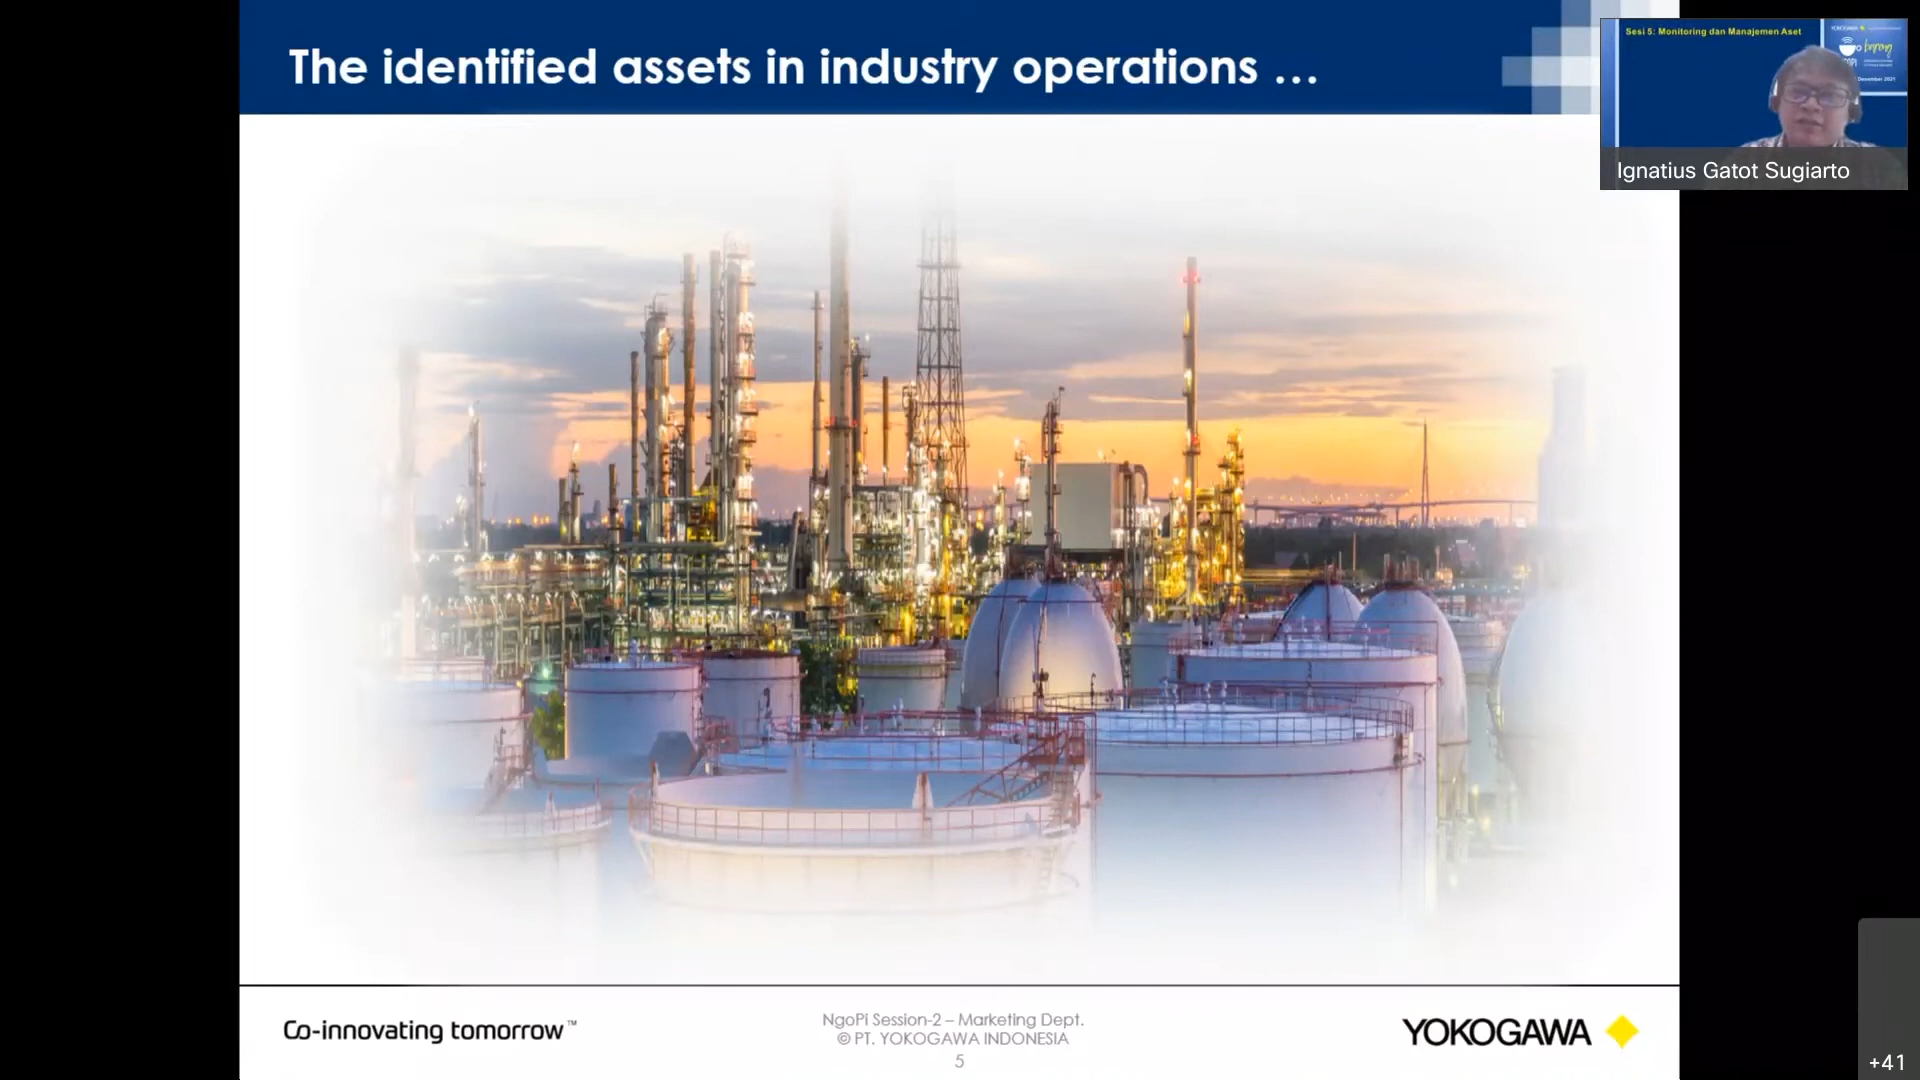 The identified assets in industry operations ...
Sesi 5: Monitoring dan Manajemen Aset
Ignatius Gatot Sugiarto
Co-innovating tomorrow™
NgoPI Session-2 – Marketing Dept.
© PT. YOKOGAWA INDONESIA
5
YOKOGAWA
+41